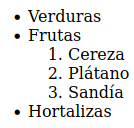 • Verduras
• Frutas
1. Cereza
2. Plátano
3. Sandía
• Hortalizas